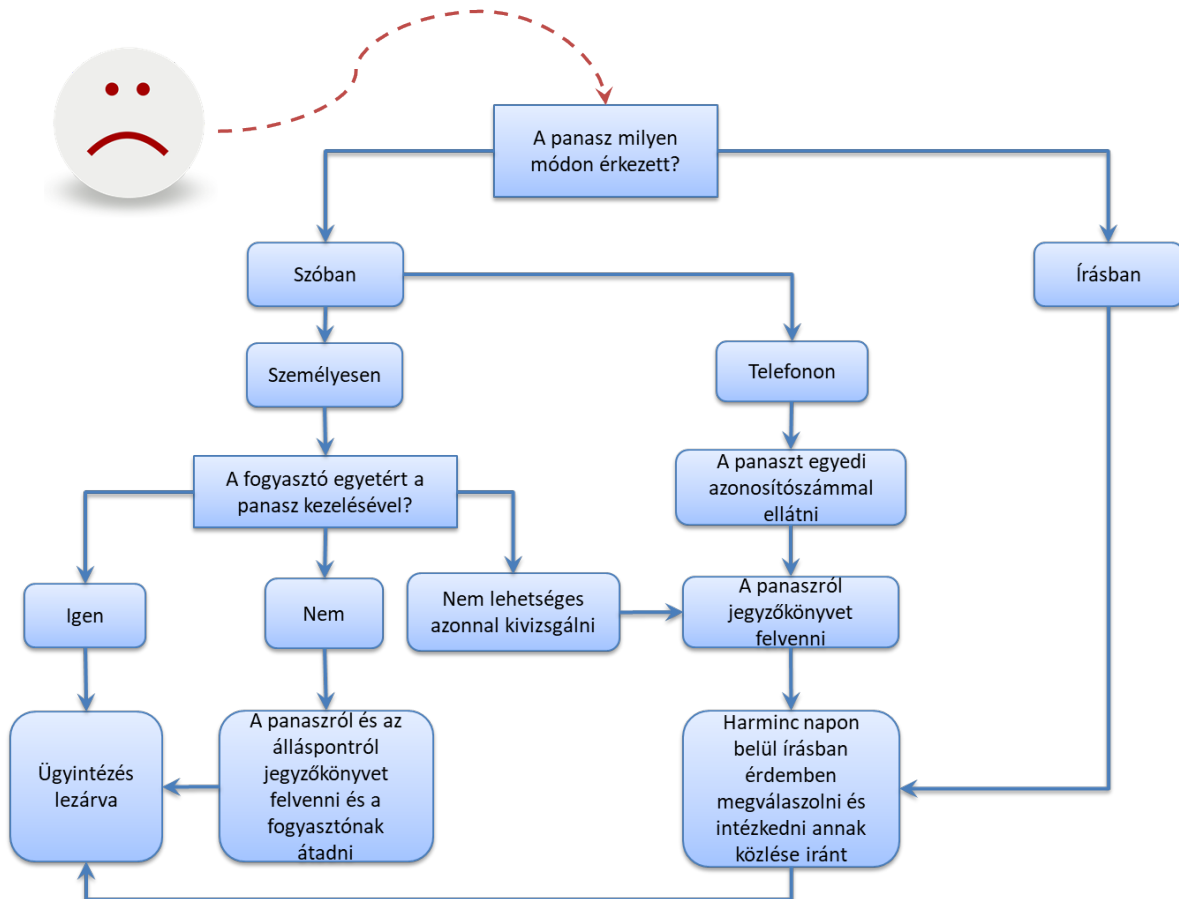 A panasz milyen
módon érkezett?
Szóban
Írásban
Személyesen
Telefonon
A fogyasztó egyetért a
panasz kezelésével?
A panaszt egyedi
azonosítószámmal
ellátni
Igen
Nem
Nem lehetséges
azonnal kivizsgálni
A panaszról
jegyzőkönyvet
felvenni
Ügyintézés
lezárva
A panaszról és az
álláspontról
jegyzőkönyvet
felvenni és a
fogyasztónak
átadni
Harminc napon
belül írásban
érdemben
megválaszolni és
intézkedni annak
közlése iránt